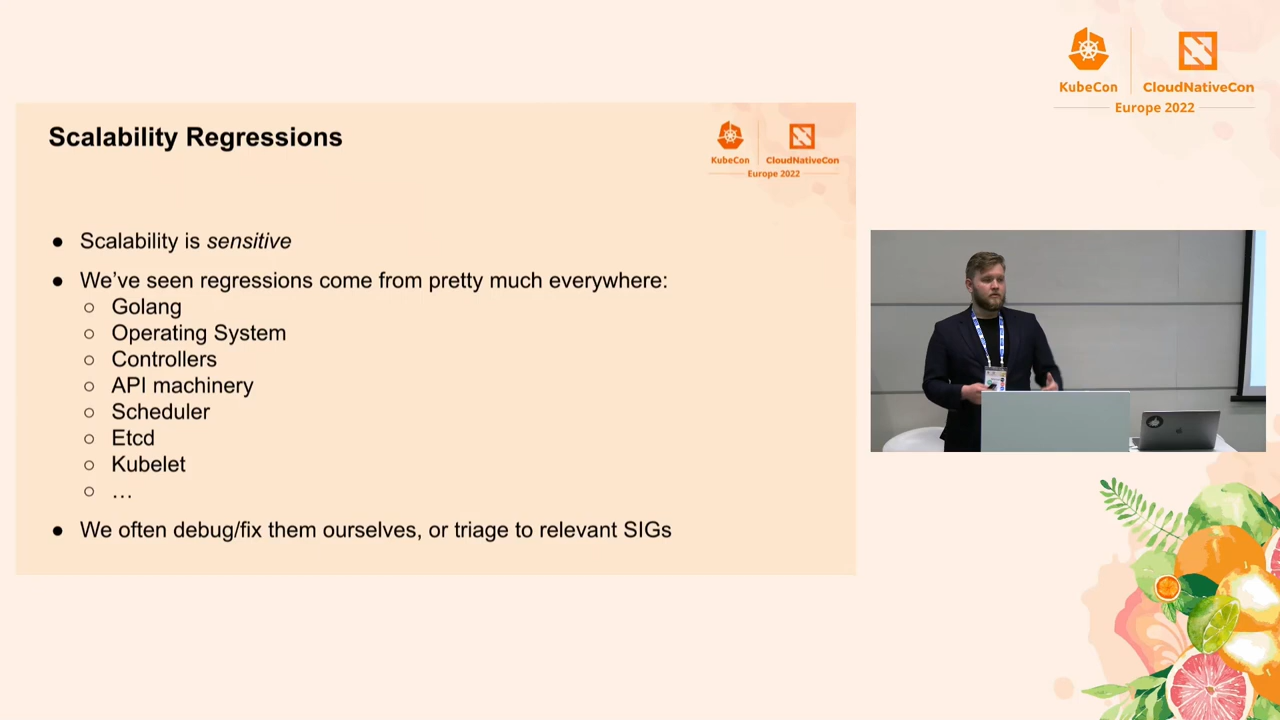 KubeCon
CloudNativeCon
Europe 2022
Scalability Regressions
KubeCon
CloudNativeCon
Europe 2022
● Scalability is sensitive
● We’ve seen regressions come from pretty much everywhere:
○ Golang
○ Operating System
○ Controllers
○ API machinery
○ Scheduler
○ Etcd
○ Kubelet
○ …
● We often debug/fix them ourselves, or triage to relevant SIGs